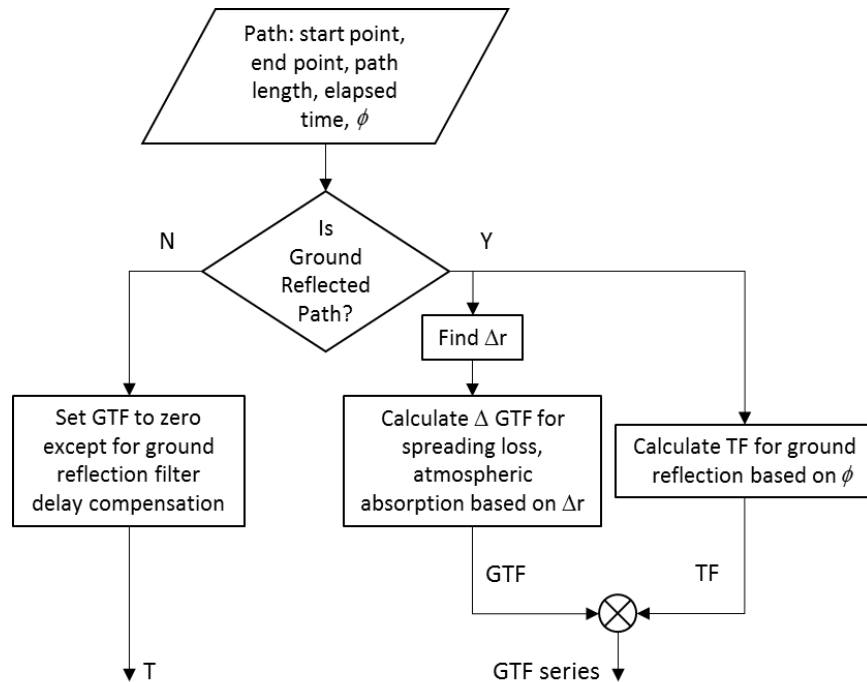 Path: start point,
end point, path
length, elapsed
time, ϕ
Is
Ground
Reflected
Path?
N
Y
Find Δr
Set GTF to zero
except for ground
reflection filter
delay compensation
Calculate Δ GTF for
spreading loss,
atmospheric
absorption based on Δr
Calculate TF for ground
reflection based on ϕ
GTF
TF
T
GTF series